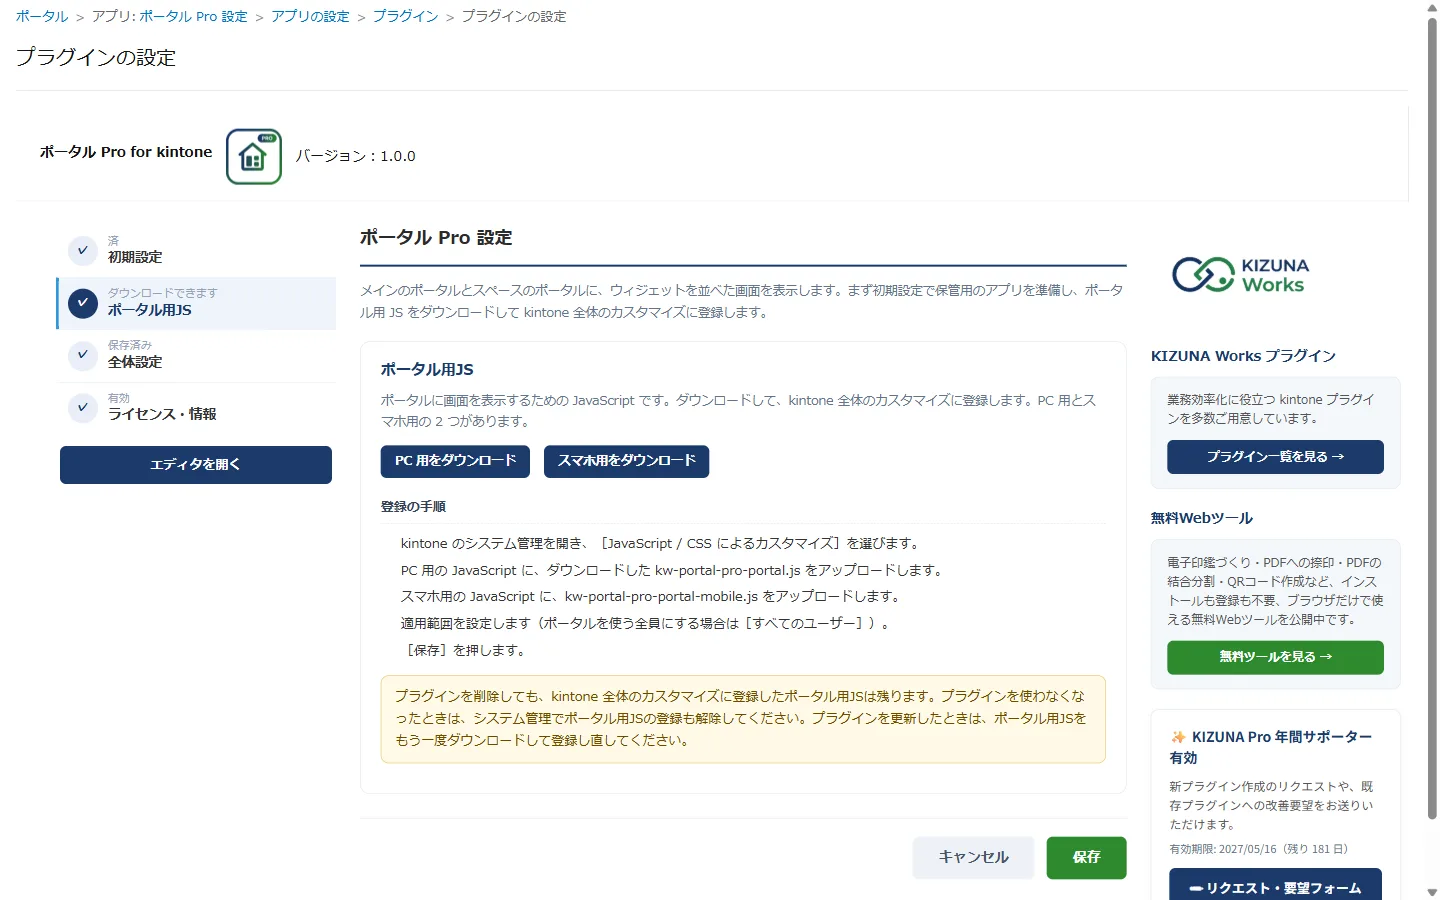 ポータル > アプリ: ポータル Pro 設定 > アプリの設定 > プラグイン > プラグインの設定
プラグインの設定
ポータル Pro for kintone
PRO
バージョン：1.0.0
済
初期設定
ダウンロードできます
ポータル用JS
保存済み
全体設定
有効
ライセンス・情報
エディタを開く
ポータル Pro 設定
メインのポータルとスペースのポータルに、ウィジェットを並べた画面を表示します。まず初期設定で保管用のアプリを準備し、ポータ
ル用 JS をダウンロードして kintone 全体のカスタマイズに登録します。
ポータル用JS
ポータルに画面を表示するための JavaScript です。ダウンロードして、kintone 全体のカスタマイズに登録します。PC 用とス
マホ用の 2 つがあります。
PC 用をダウンロード
スマホ用をダウンロード
登録の手順
kintone のシステム管理を開き、［JavaScript / CSS によるカスタマイズ］を選びます。
PC 用の JavaScript に、ダウンロードした kw-portal-pro-portal.js をアップロードします。
スマホ用の JavaScript に、kw-portal-pro-portal-mobile.js をアップロードします。
適用範囲を設定します（ポータルを使う全員にする場合は［すべてのユーザー］）。
［保存］を押します。
プラグインを削除しても、kintone 全体のカスタマイズに登録したポータル用JSは残ります。プラグインを使わなくな
ったときは、システム管理でポータル用JSの登録も解除してください。プラグインを更新したときは、ポータル用JSを
もう一度ダウンロードして登録し直してください。
キャンセル
保存
KIZUNA
Works
KIZUNA Works プラグイン
業務効率化に役立つ kintone プラグイ
ンを多数ご用意しています。
プラグイン一覧を見る →
無料Webツール
電子印鑑づくり・PDFへの捺印・PDFの
結合分割・QRコード作成など、インス
トールも登録も不要、ブラウザだけで使
える無料Webツールを公開中です。
無料ツールを見る →
KIZUNA Pro 年間サポーター
有効
新プラグイン作成のリクエストや、既
存プラグインへの改善要望をお送りい
ただけます。
有効期限: 2027/05/16（残り 181 日）
リクエスト・要望フォーム